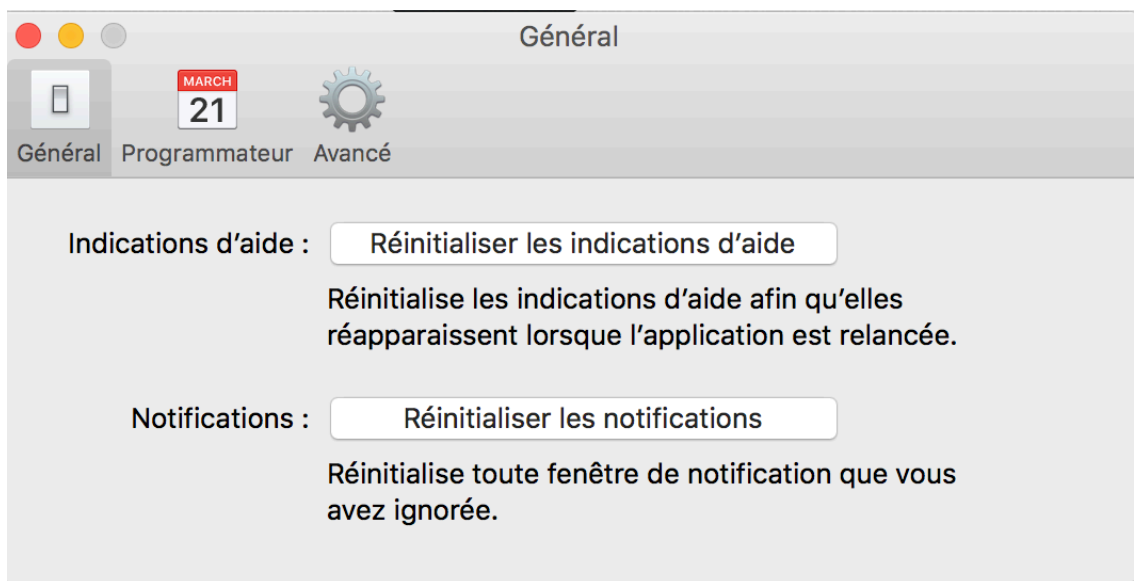 Général
MARCH
21
Général Programmateur Avancé
Indications d’aide : Réinitialiser les indications d’aide
Réinitialise les indications d’aide afin qu’elles
réapparaissent lorsque l’application est relancée.
Notifications : Réinitialiser les notifications
Réinitialise toute fenêtre de notification que vous
avez ignorée.